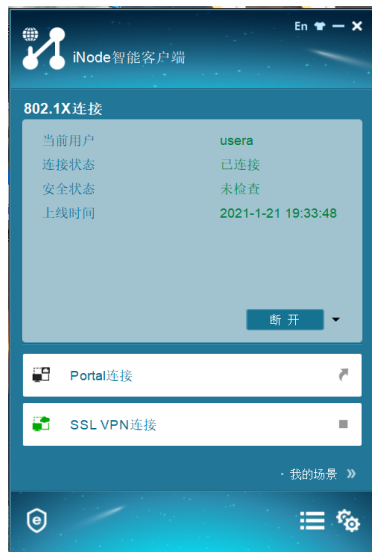 En
iNode智能客户端
802.1X连接
当前用户 usera
连接状态 已连接
安全状态 未检查
上线时间 2021-1-21 19:33:48
断 开
Portal连接
SSL VPN连接
· 我的场景 »
e